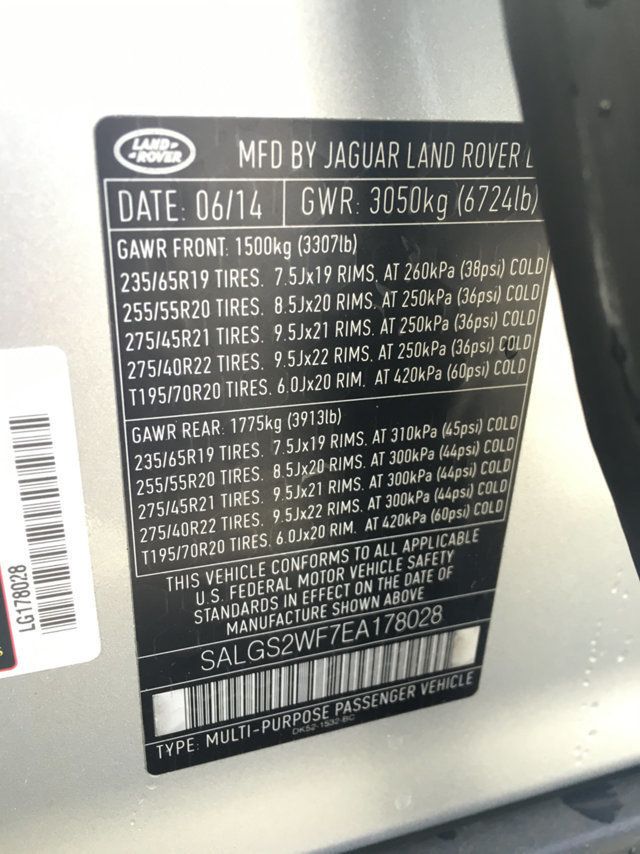 LAND-
ROVER
MFD BY JAGUAR LAND ROVER
DATE: 06/14 GWR: 3050kg (6724lb)
GAWR FRONT: 1500kg (3307lb)
235/65R19 TIRES. 7.5Jx19 RIMS. AT 260kPa (38psi) COLD
255/55R20 TIRES. 8.5Jx20 RIMS. AT 250kPa (36psi) COLD
275/45R21 TIRES. 9.5Jx21 RIMS. AT 250kPa (36psi) COLD
275/40R22 TIRES. 9.5Jx22 RIMS. AT 250kPa (36psi) COLD
T195/70R20 TIRES. 6.0Jx20 RIM. AT 420kPa (60psi) COLD
GAWR REAR: 1775kg (3913lb)
235/65R19 TIRES. 7.5Jx19 RIMS. AT 310kPa (45psi) COLD
255/55R20 TIRES. 8.5Jx20 RIMS. AT 300kPa (44psi) COLD
275/45R21 TIRES. 9.5Jx21 RIMS. AT 300kPa (44psi) COLD
275/40R22 TIRES. 9.5Jx22 RIMS. AT 300kPa (44psi) COLD
T195/70R20 TIRES. 6.0Jx20 RIM. AT 420kPa (60psi) COLD
THIS VEHICLE CONFORMS TO ALL APPLICABLE
U.S. FEDERAL MOTOR VEHICLE SAFETY
STANDARDS IN EFFECT ON THE DATE OF
MANUFACTURE SHOWN ABOVE
SALGS2WF7EA178028
TYPE: MULTI-PURPOSE PASSENGER VEHICLE
DK52-1532-BC
LG178028